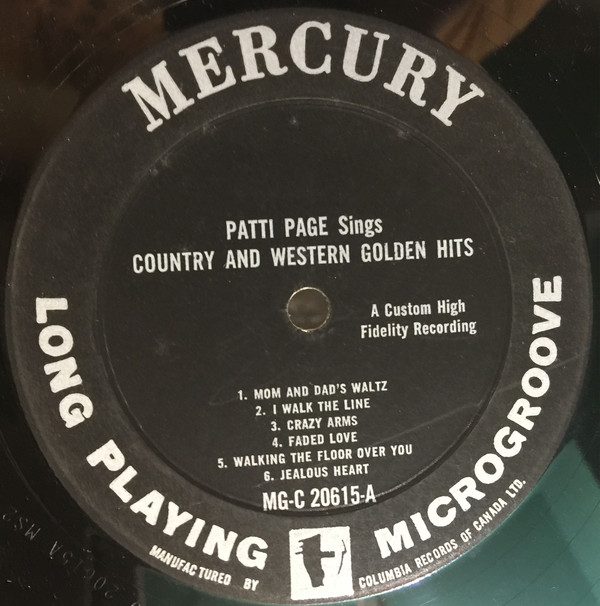 MERCURY
PATTI PAGE Sings
COUNTRY AND WESTERN GOLDEN HITS
A Custom High
Fidelity Recording
1. MOM AND DAD'S WALTZ
2. I WALK THE LINE
3. CRAZY ARMS
4. FADED LOVE
5. WALKING THE FLOOR OVER YOU
6. JEALOUS HEART
MG-C 20615-A
LONG PLAYING MICROGROOVE
MANUFACTURED BY COLUMBIA RECORDS OF CANADA LTD.